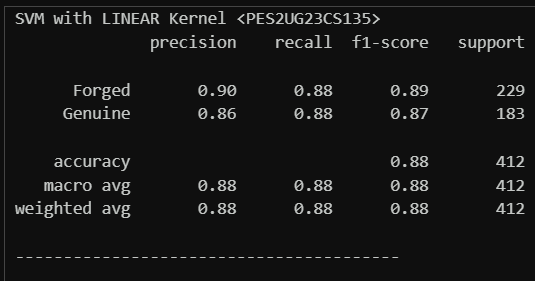 SVM with LINEAR Kernel <PES2UG23CS135>
precision recall f1-score support
Forged 0.90 0.88 0.89 229
Genuine 0.86 0.88 0.87 183
accuracy 0.88 412
macro avg 0.88 0.88 0.88 412
weighted avg 0.88 0.88 0.88 412
----------------------------------------